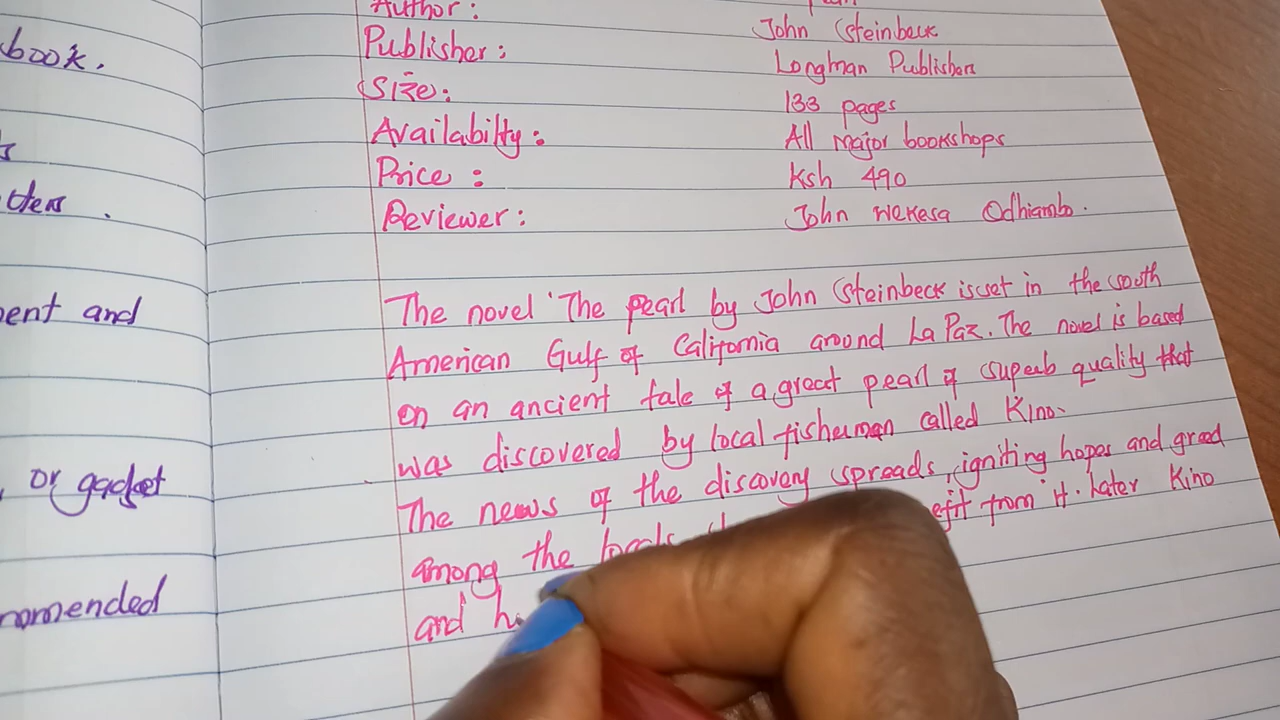 book.
Author:
John Steinbeck
Publisher:
Longman Publishers
Size:
133 pages
Availabilty:
All major bookshops
Price:
Ksh 490
Reviewer:
John Wekesa Odhiambo.
and
or gadget
The novel 'The pearl by John Steinbeck is set in the south
American Gulf of California around La Paz. The novel is based
on an ancient tale of a great pearl of superb quality that
was discovered by local fisherman called Kino.
The news of the discovery spreads, igniting hopes and greed
among the locals from it. Later Kino
and